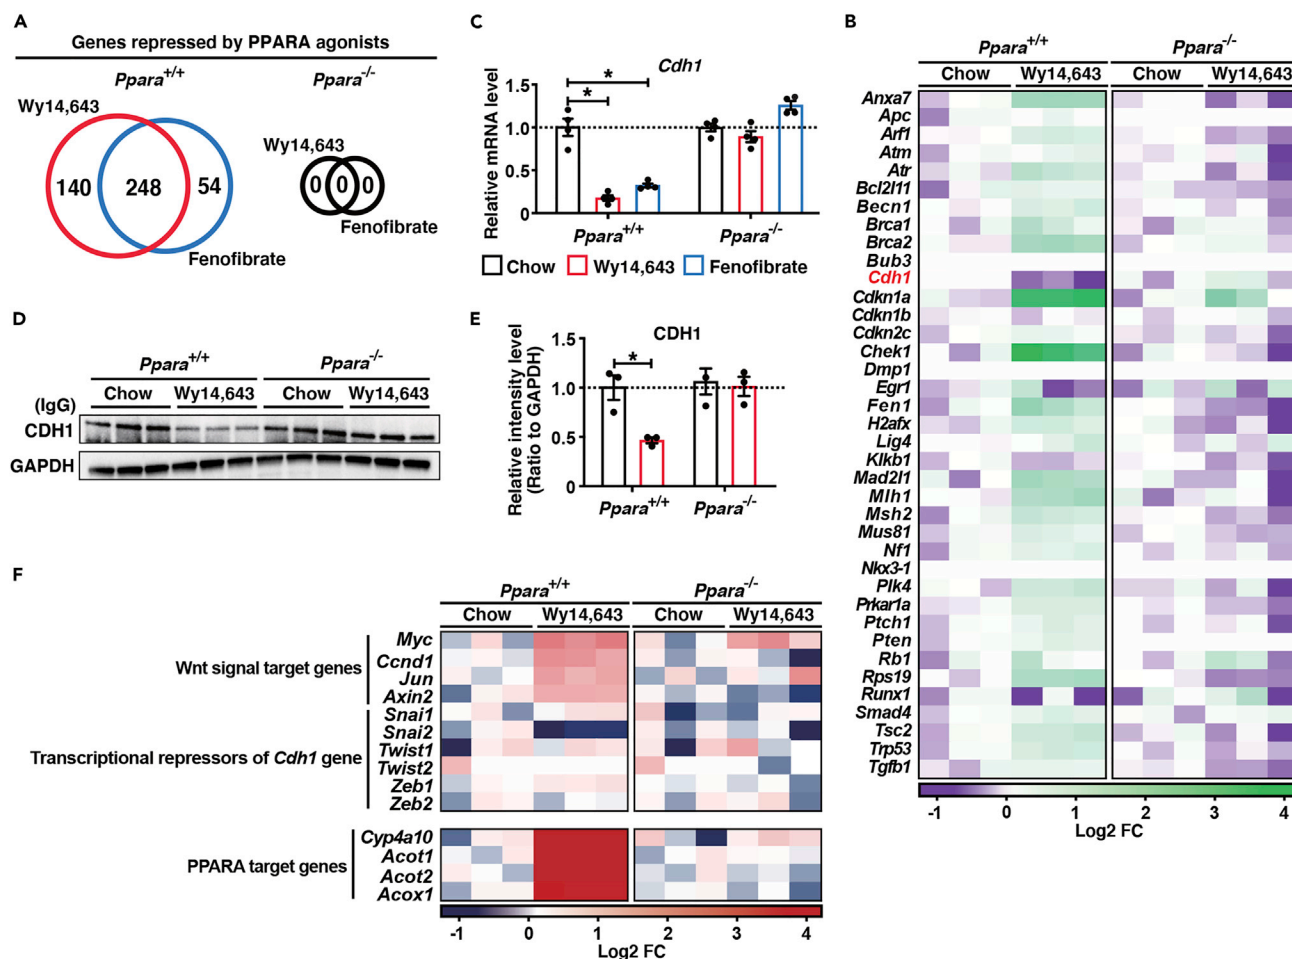 A
Genes repressed by PPARA agonists
Ppara+/+
Ppara-/-
Wy14,643
140
248
54
Fenofibrate
Wy14,643
0
0
0
Fenofibrate
C
Cdh1
Relative mRNA level
1.5
1.0
0.5
0
*
*
Ppara+/+
Ppara-/-
Chow
Wy14,643
Fenofibrate
B
Ppara+/+
Ppara-/-
Chow
Wy14,643
Chow
Wy14,643
Anxa7
Apc
Arf1
Atm
Atr
Bcl2l11
Becn1
Brca1
Brca2
Bub3
Cdh1
Cdkn1a
Cdkn1b
Cdkn2c
Chek1
Dmp1
Egr1
Fen1
H2afx
Lig4
Klkb1
Mad2l1
Mlh1
Msh2
Mus81
Nf1
Nkx3-1
Plk4
Prkar1a
Ptch1
Pten
Rb1
Rps19
Runx1
Smad4
Tsc2
Trp53
Tgfb1
-1 0 1 2 3 4
Log2 FC
D
Ppara+/+
Ppara-/-
Chow
Wy14,643
Chow
Wy14,643
(IgG)
CDH1
GAPDH
E
CDH1
Relative intensity level
(Ratio to GAPDH)
1.5
1.0
0.5
0
*
Ppara+/+
Ppara-/-
F
Ppara+/+
Ppara-/-
Chow
Wy14,643
Chow
Wy14,643
Wnt signal target genes
Myc
Ccnd1
Jun
Axin2
Transcriptional repressors of Cdh1 gene
Snai1
Snai2
Twist1
Twist2
Zeb1
Zeb2
PPARA target genes
Cyp4a10
Acot1
Acot2
Acox1
-1 0 1 2 3 4
Log2 FC